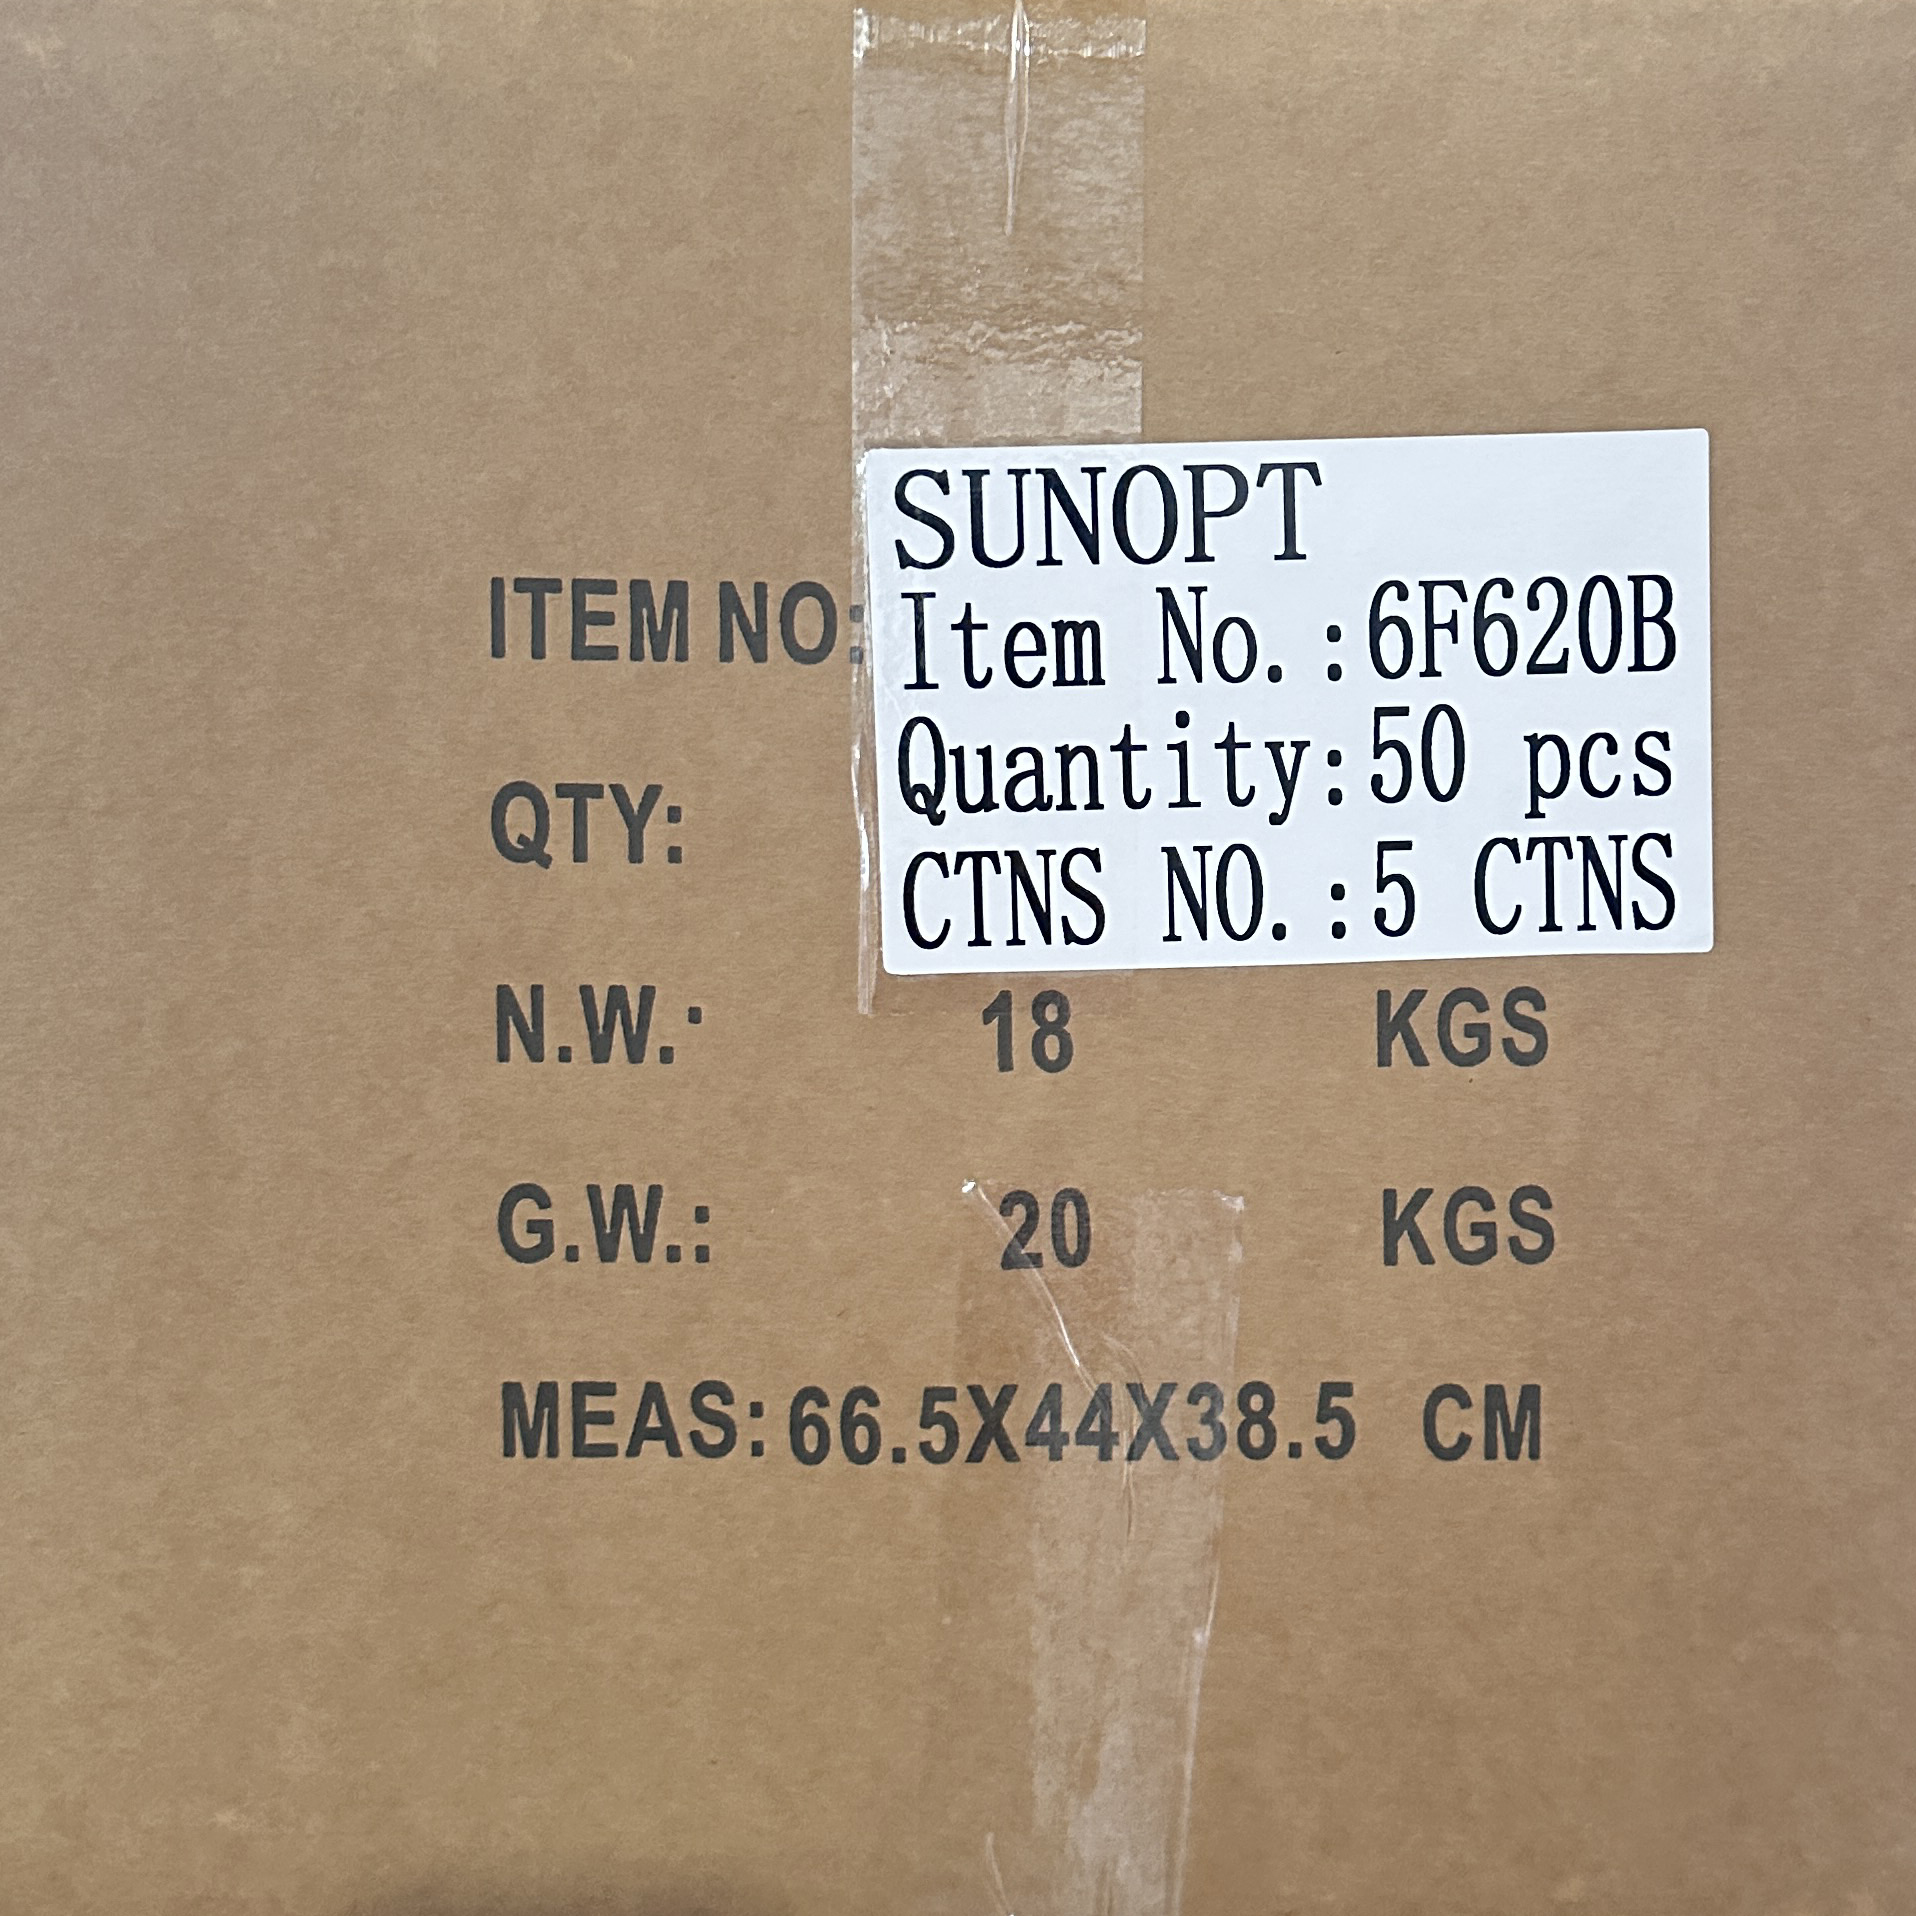 SUNOPT
ITEM NO: Item No.:6F620B
Quantity:50 pcs
QTY:
CTNS NO.:5 CTNS
N.W.: 18 KGS
G.W.: 20 KGS
MEAS: 66.5X44X38.5 CM